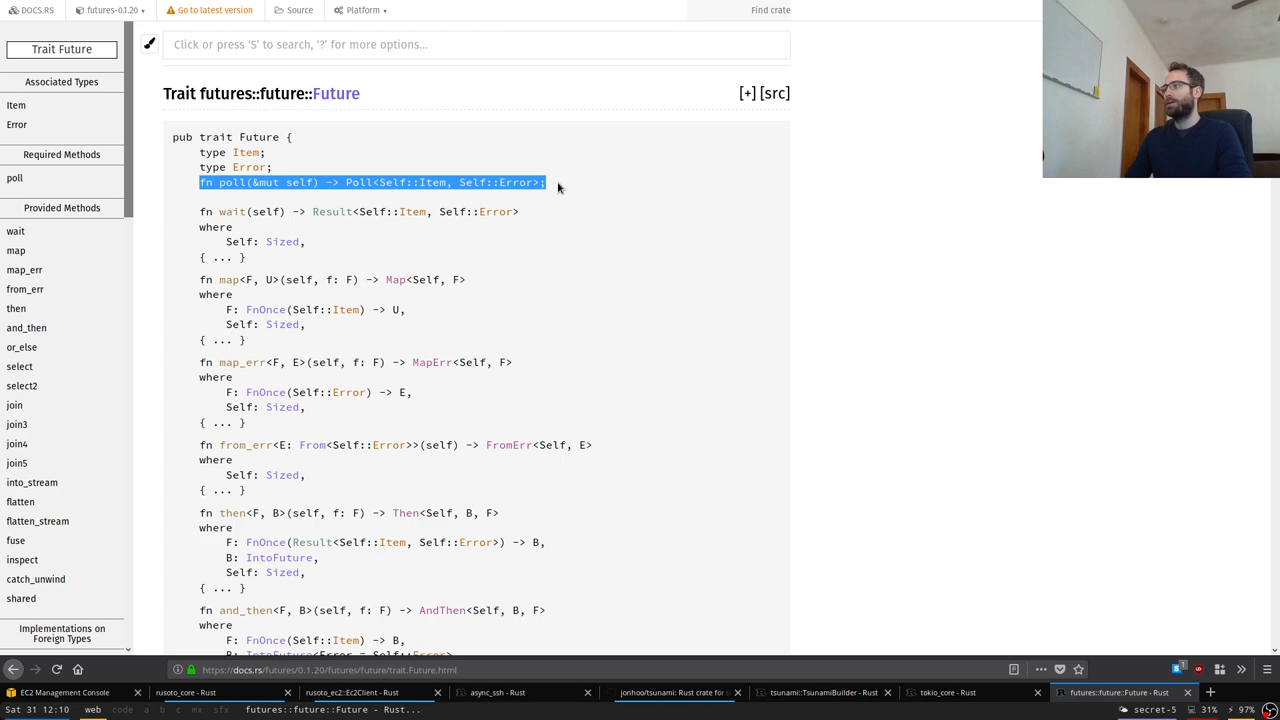 DOCS.RS
futures-0.1.20
Go to latest version
Source
Platform
Find crate
Trait Future
Associated Types
Item
Error
Required Methods
poll
Provided Methods
wait
map
map_err
from_err
then
and_then
or_else
select
select2
join
join3
join4
join5
into_stream
flatten
flatten_stream
fuse
inspect
catch_unwind
shared
Implementations on
Foreign Types
Click or press ‘S’ to search, ‘?’ for more options…
Trait futures::future::Future
[+] [src]
pub trait Future {
type Item;
type Error;
fn poll(&mut self) -> Poll<Self::Item, Self::Error>;
fn wait(self) -> Result<Self::Item, Self::Error>
where
Self: Sized,
{ ... }
fn map<F, U>(self, f: F) -> Map<Self, F>
where
F: FnOnce(Self::Item) -> U,
Self: Sized,
{ ... }
fn map_err<F, E>(self, f: F) -> MapErr<Self, F>
where
F: FnOnce(Self::Error) -> E,
Self: Sized,
{ ... }
fn from_err<E: From<Self::Error>>(self) -> FromErr<Self, E>
where
Self: Sized,
{ ... }
fn then<F, B>(self, f: F) -> Then<Self, B, F>
where
F: FnOnce(Result<Self::Item, Self::Error>) -> B,
B: IntoFuture,
Self: Sized,
{ ... }
fn and_then<F, B>(self, f: F) -> AndThen<Self, B, F>
where
F: FnOnce(Self::Item) -> B,
B: IntoFuture<Error = Self::Error>
https://docs.rs/futures/0.1.20/futures/future/trait.Future.html
1
EC2 Management Console
rusoto_core - Rust
rusoto_ec2::Ec2Client - Rust
async_ssh - Rust
jonhoo/tsunami: Rust crate for s
tsunami::TsunamiBuilder - Rust
tokio_core - Rust
futures::future::Future - Rust
Sat 31 12:10
web
code
a
b
c
mx
sfx
futures::future::Future - Rust...
secret-5
31%
97%